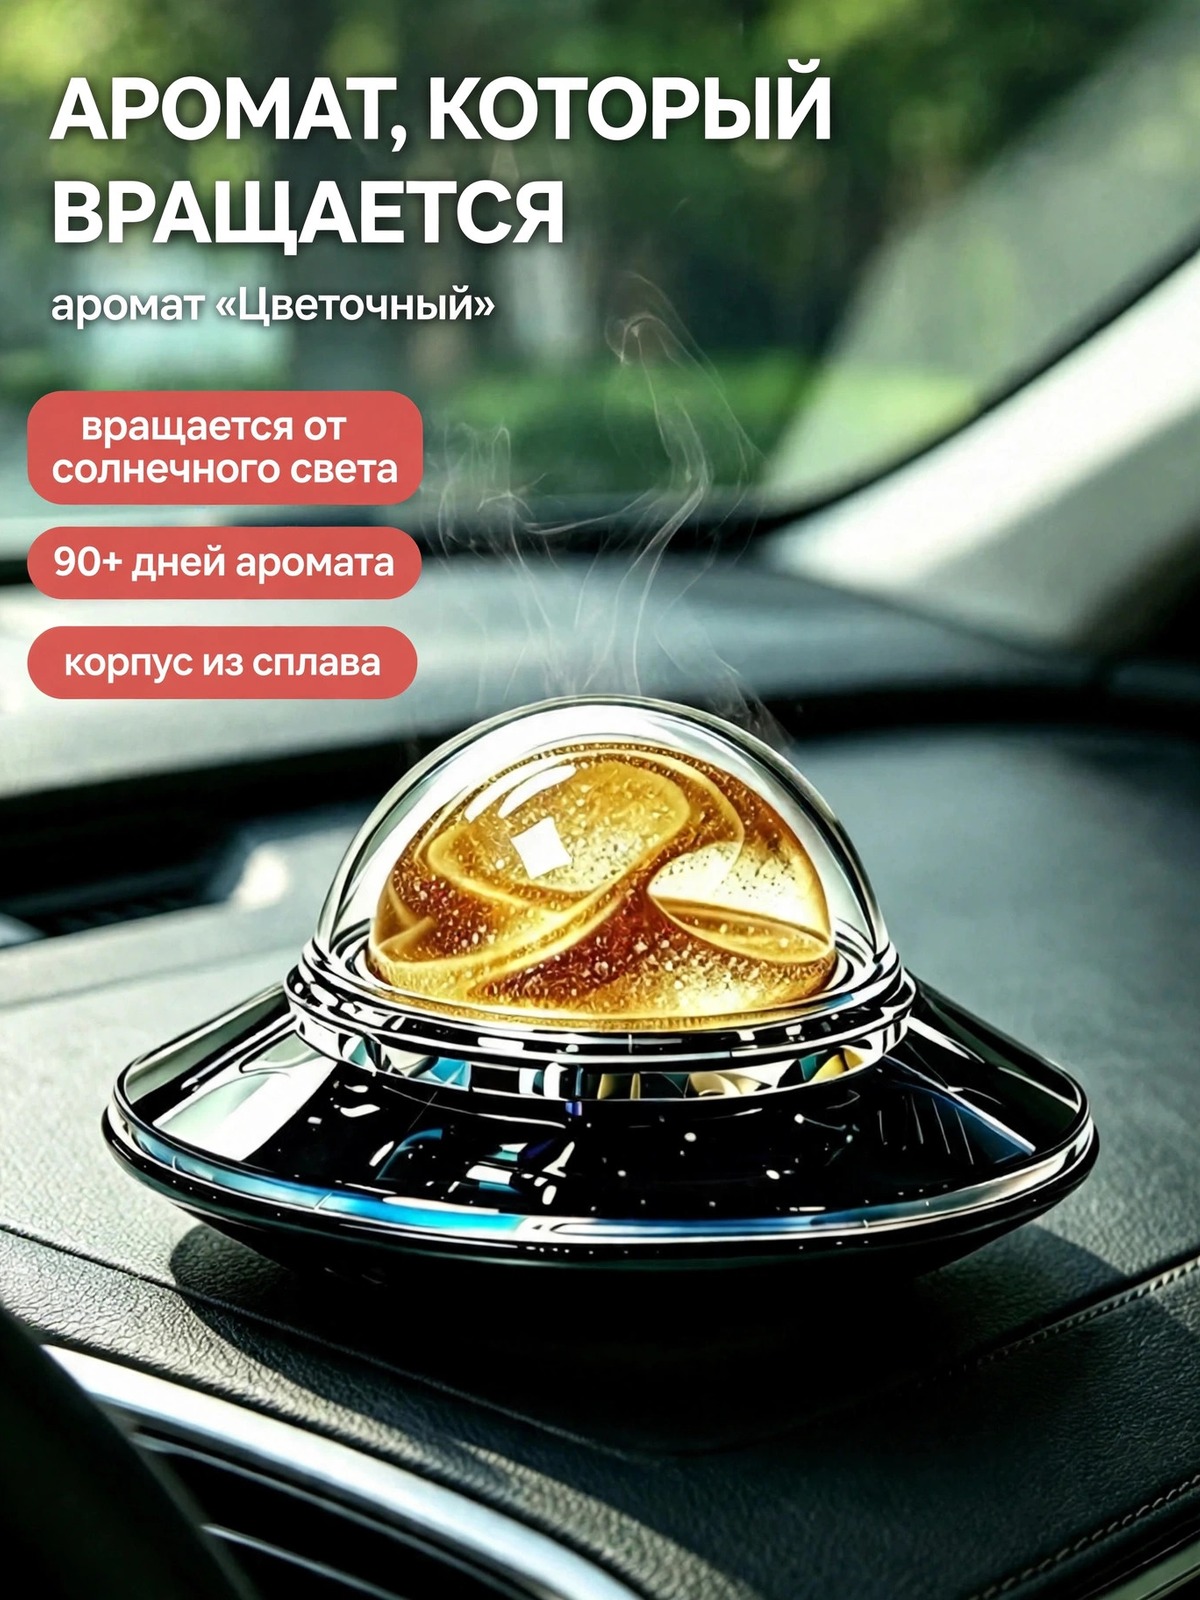 АРОМАТ, КОТОРЫЙ
ВРАЩАЕТСЯ
аромат «Цветочный»
вращается от
солнечного света
90+ дней аромата
корпус из сплава